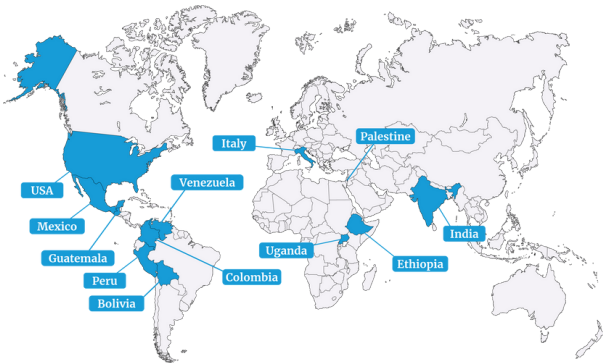 Italy
Palestine
USA
Venezuela
Mexico
India
Guatemala
Uganda
Ethiopia
Peru
Colombia
Bolivia